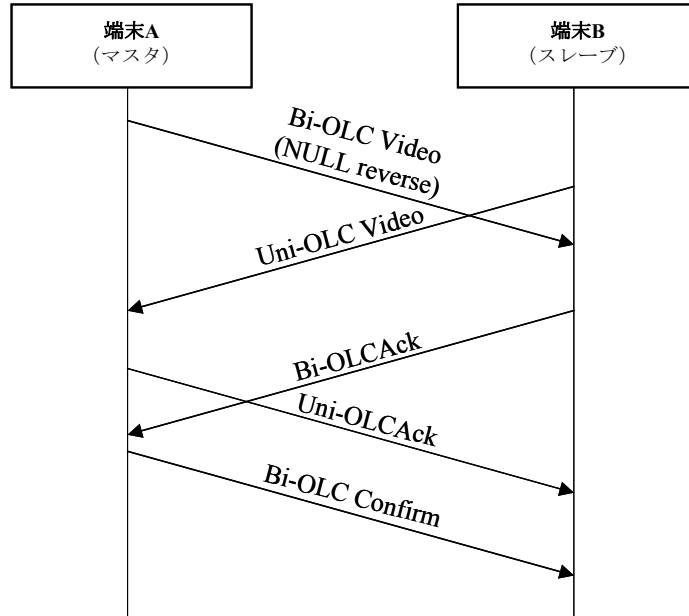 端末A
（マスタ）
端末B
（スレーブ）
Bi-OLC Video
(NULL reverse)
Uni-OLC Video
Bi-OLCAck
Uni-OLCAck
Bi-OLC Confirm